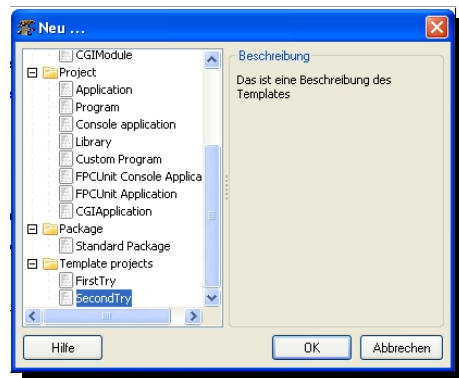 Neu ...
CGIModule
Project
Application
Program
Console application
Library
Custom Program
FPCUnit Console Applica
FPCUnit Application
CGIApplication
Package
Standard Package
Template projects
FirstTry
SecondTry
Beschreibung
Das ist eine Beschreibung des
Templates
Hilfe
OK
Abbrechen